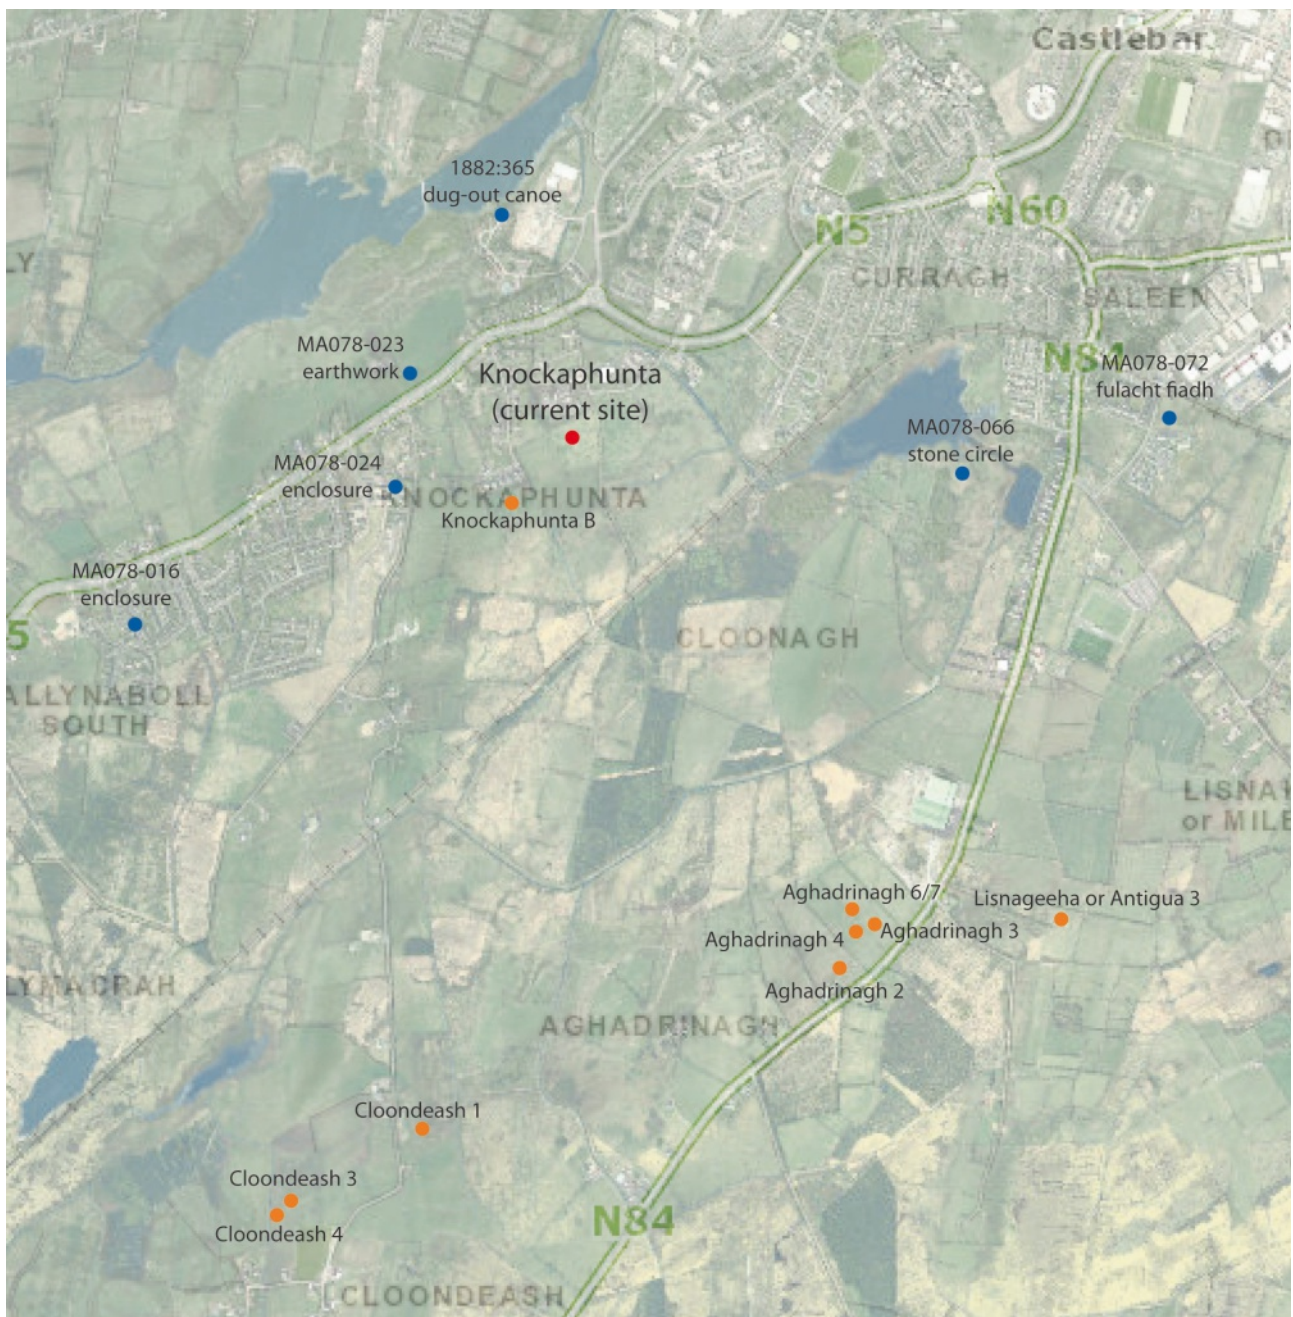 Castlebar
1882:365
dug-out canoe
N5
N60
CURRAGH
SALEEN
LY
MA078-023
earthwork
Knockaphunta
(current site)
N84
MA078-072
fulacht fiadh
MA078-066
stone circle
MA078-024
enclosure
KNOCKAPHUNTA
Knockaphunta B
MA078-016
enclosure
5
CLOONAGH
ALLYNABOLL
SOUTH
LISNA
or MILE
Aghadrinagh 6/7
Lisnageeha or Antigua 3
Aghadrinagh 3
Aghadrinagh 4
Aghadrinagh 2
LYMACRAH
AGHADRINAGH
Cloondeash 1
Cloondeash 3
Cloondeash 4
N84
CLOONDEASH